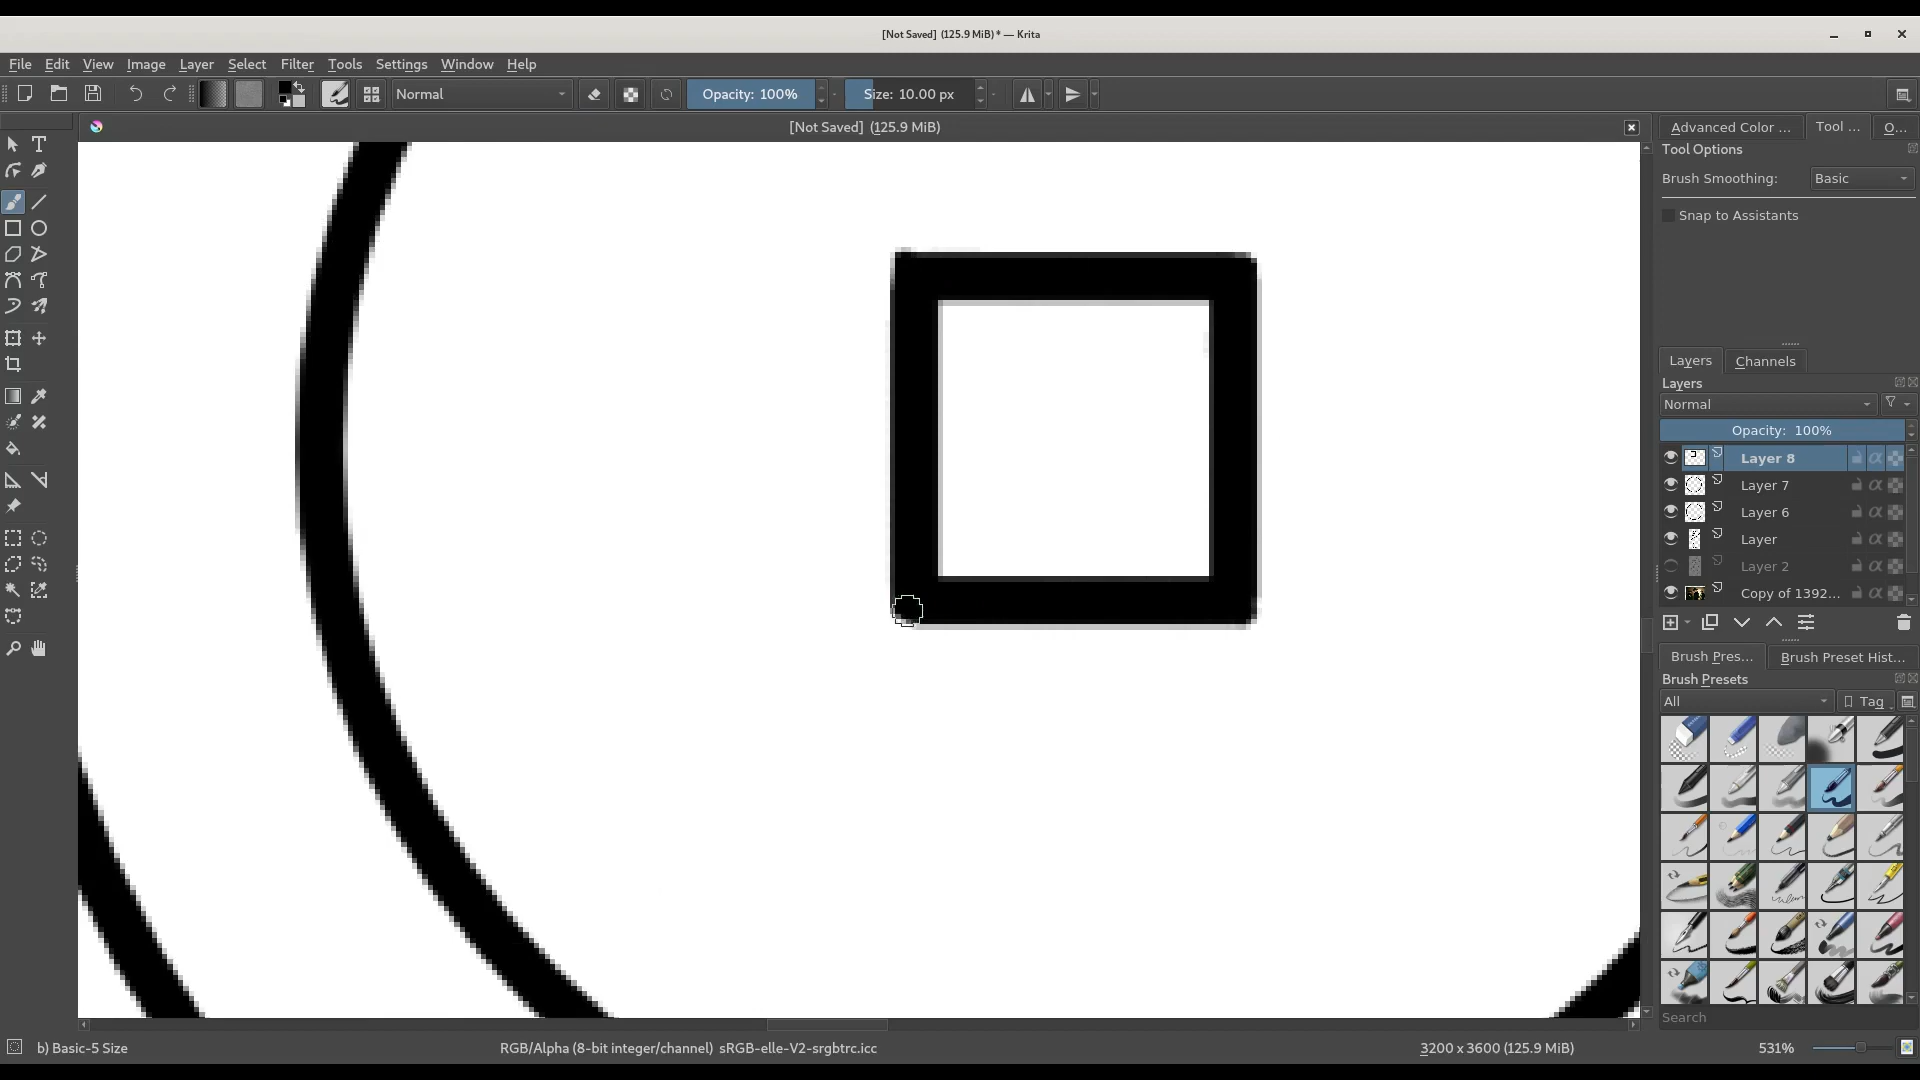 [Not Saved] (125.9 MiB) * — Krita
File Edit View Image Layer Select Filter Tools Settings Window Help
Normal Opacity: 100% Size: 10.00 px
[Not Saved] (125.9 MiB)
Advanced Color ... Tool ... O...
Tool Options
Brush Smoothing: Basic
Snap to Assistants
Layers Channels
Layers
Normal
Opacity: 100%
Layer 8
Layer 7
Layer 6
Layer
Layer 2
Copy of 1392...
Brush Pres... Brush Preset Hist...
Brush Presets
All Tag
Search
b) Basic-5 Size RGB/Alpha (8-bit integer/channel) sRGB-elle-V2-srgbtrc.icc 3200 x 3600 (125.9 MiB) 531%